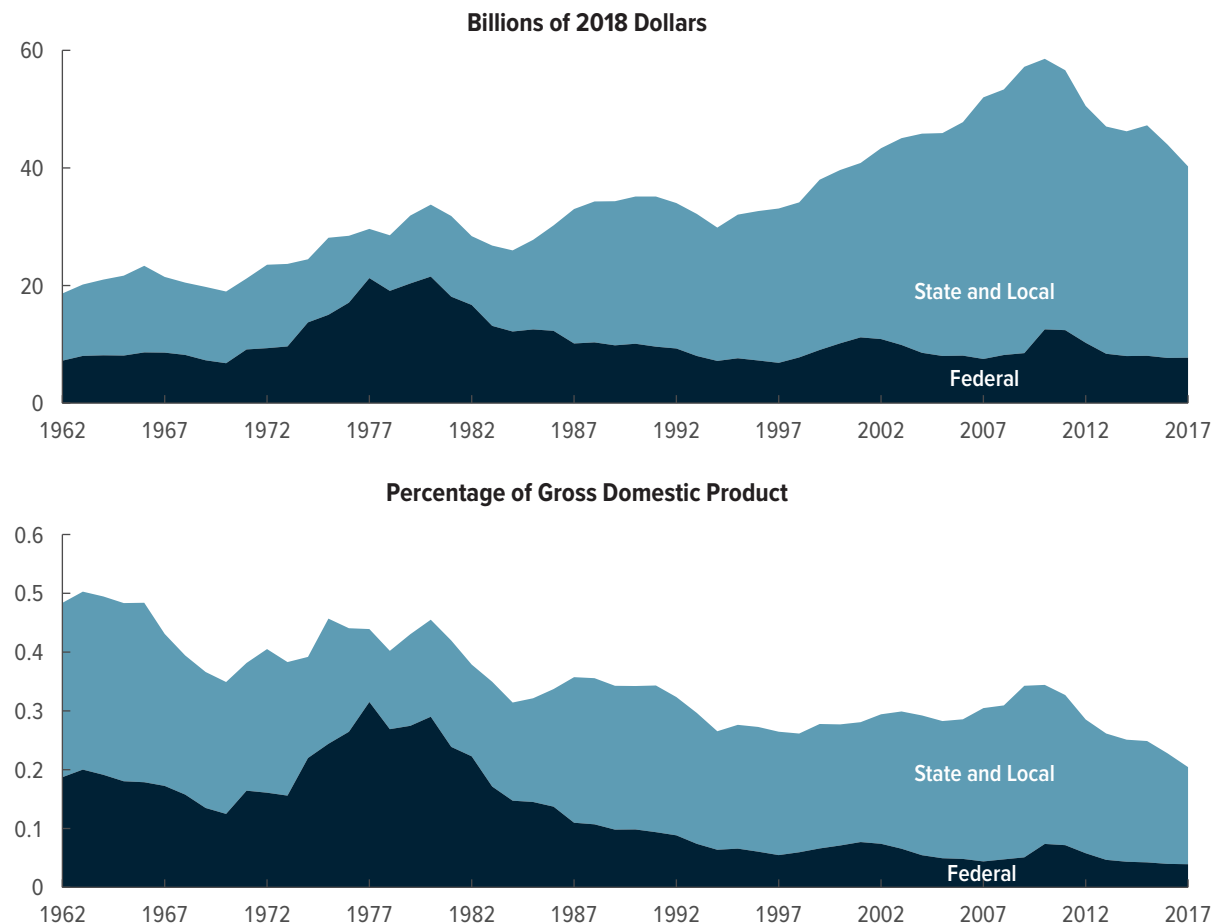 Billions of 2018 Dollars
60
40
20
0
State and Local
Federal
1962 1967 1972 1977 1982 1987 1992 1997 2002 2007 2012 2017
Percentage of Gross Domestic Product
0.6
0.5
0.4
0.3
0.2
0.1
0
State and Local
Federal
1962 1967 1972 1977 1982 1987 1992 1997 2002 2007 2012 2017